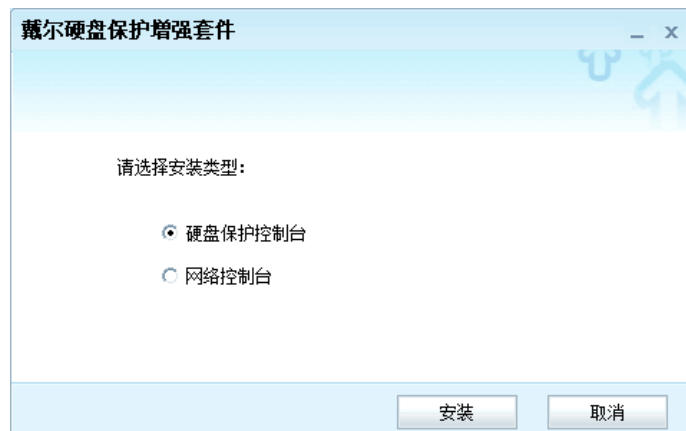 戴尔硬盘保护增强套件
请选择安装类型：
硬盘保护控制台
网络控制台
安装 取消